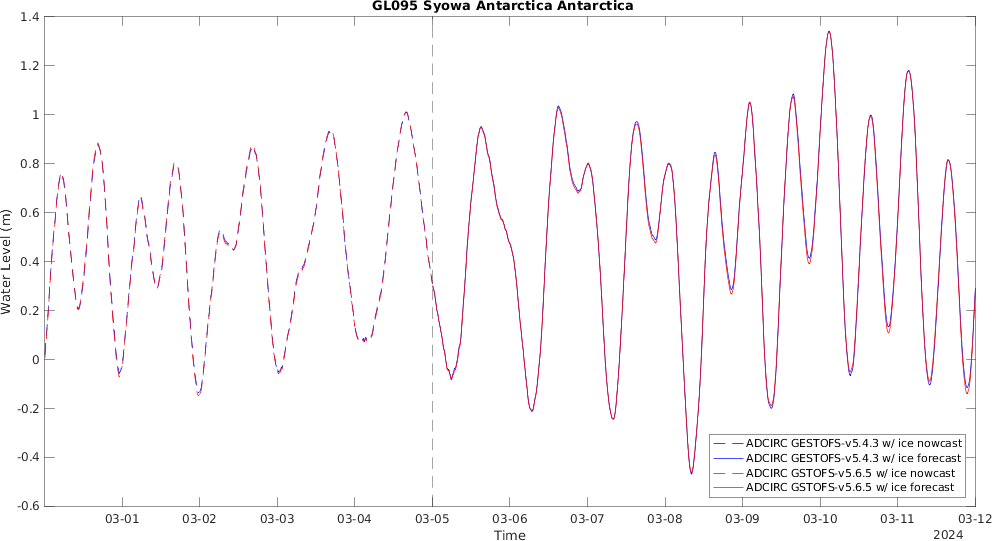 GL095 Syowa Antarctica Antarctica
Water Level (m)
1.4
1.2
1
0.8
0.6
0.4
0.2
0
-0.2
-0.4
-0.6
ADCIRC GESTOFS-v5.4.3 w/ ice nowcast
ADCIRC GESTOFS-v5.4.3 w/ ice forecast
ADCIRC GSTOFS-v5.6.5 w/ ice nowcast
ADCIRC GSTOFS-v5.6.5 w/ ice forecast
03-01 03-02 03-03 03-04 03-05 03-06 03-07 03-08 03-09 03-10 03-11 03-12
Time
2024